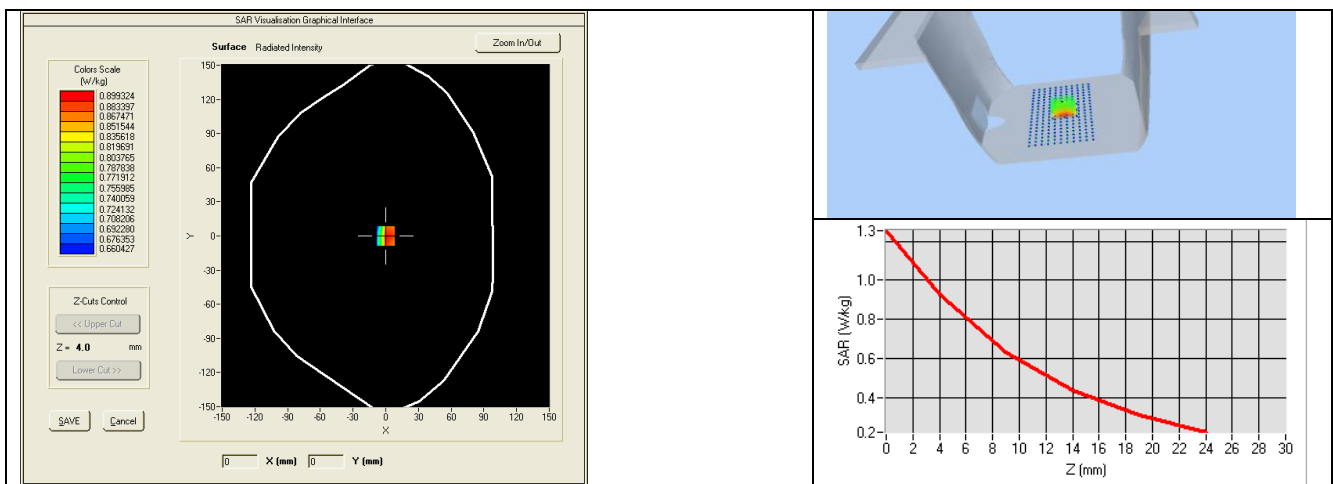 SAR Visualisation Graphical Interface
Surface Radiated Intensity
Zoom In/Out
Colors Scale
(W/kg)
0.899324
0.883397
0.867471
0.851544
0.835618
0.819691
0.803765
0.787838
0.771912
0.755985
0.740059
0.724132
0.708206
0.692280
0.676353
0.660427
Z-Cuts Control
<< Upper Cut
Z = 4.0 mm
Lower Cut >>
SAVE Cancel
150-
120-
90-
60-
30-
Y 0-
-30-
-60-
-90-
-120-
-150-
-150 -120 -90 -60 -30 0 30 60 90 120 150
X
0 X (mm) 0 Y (mm)
1.3-
1.0-
0.8-
SAR (W/kg)
0.6-
0.4-
0.2-
0 2 4 6 8 10 12 14 16 18 20 22 24 26 28 30
Z (mm)